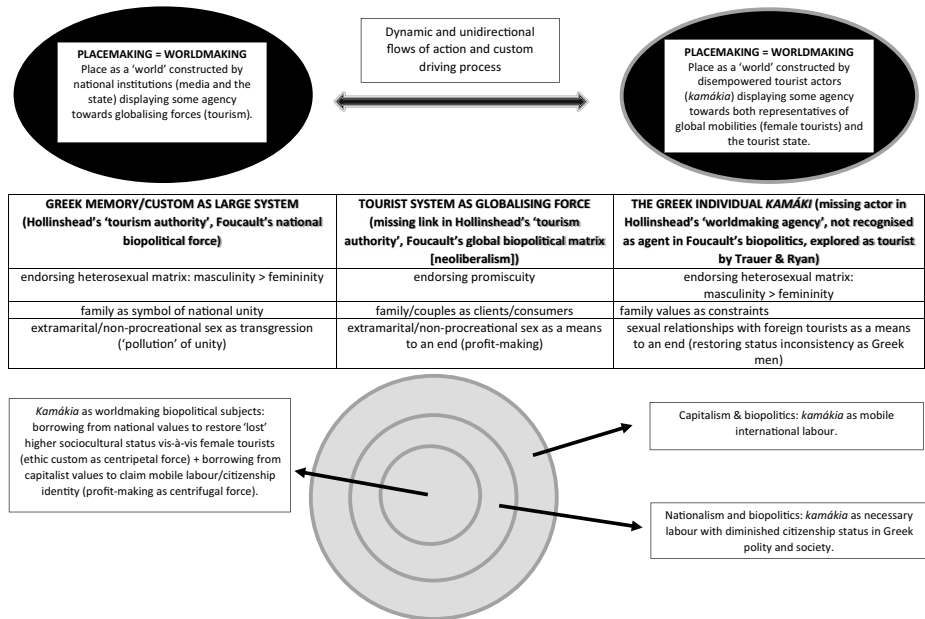 PLACEMAKING = WORLDMAKING
Place as a ‘world’ constructed by
national institutions (media and the
state) displaying some agency
towards globalising forces (tourism).
Dynamic and unidirectional
flows of action and custom
driving process
PLACEMAKING = WORLDMAKING
Place as a ‘world’ constructed by
disempowered tourist actors
(kamákia) displaying some agency
towards both representatives of
global mobilities (female tourists) and
the tourist state.
GREEK MEMORY/CUSTOM AS LARGE SYSTEM
(Hollinshead’s ‘tourism authority’, Foucault’s national
biopolitical force)
TOURIST SYSTEM AS GLOBALISING FORCE
(missing link in Hollinshead’s ‘tourism
authority’, Foucault’s global biopolitical matrix
[neoliberalism])
THE GREEK INDIVIDUAL KAMÁKI (missing actor in
Hollinshead’s ‘worldmaking agency’, not recognised
as agent in Foucault’s biopolitics, explored as tourist
by Trauer & Ryan)
endorsing heterosexual matrix: masculinity > femininity
endorsing promiscuity
endorsing heterosexual matrix:
masculinity > femininity
family as symbol of national unity
family/couples as clients/consumers
family values as constraints
extramarital/non-procreational sex as transgression
(‘pollution’ of unity)
extramarital/non-procreational sex as a means
to an end (profit-making)
sexual relationships with foreign tourists as a means
to an end (restoring status inconsistency as Greek
men)
Kamákia as worldmaking biopolitical subjects:
borrowing from national values to restore ‘lost’
higher sociocultural status vis-à-vis female tourists
(ethic custom as centripetal force) + borrowing from
capitalist values to claim mobile labour/citizenship
identity (profit-making as centrifugal force).
Capitalism & biopolitics: kamákia as mobile
international labour.
Nationalism and biopolitics: kamákia as necessary
labour with diminished citizenship status in Greek
polity and society.